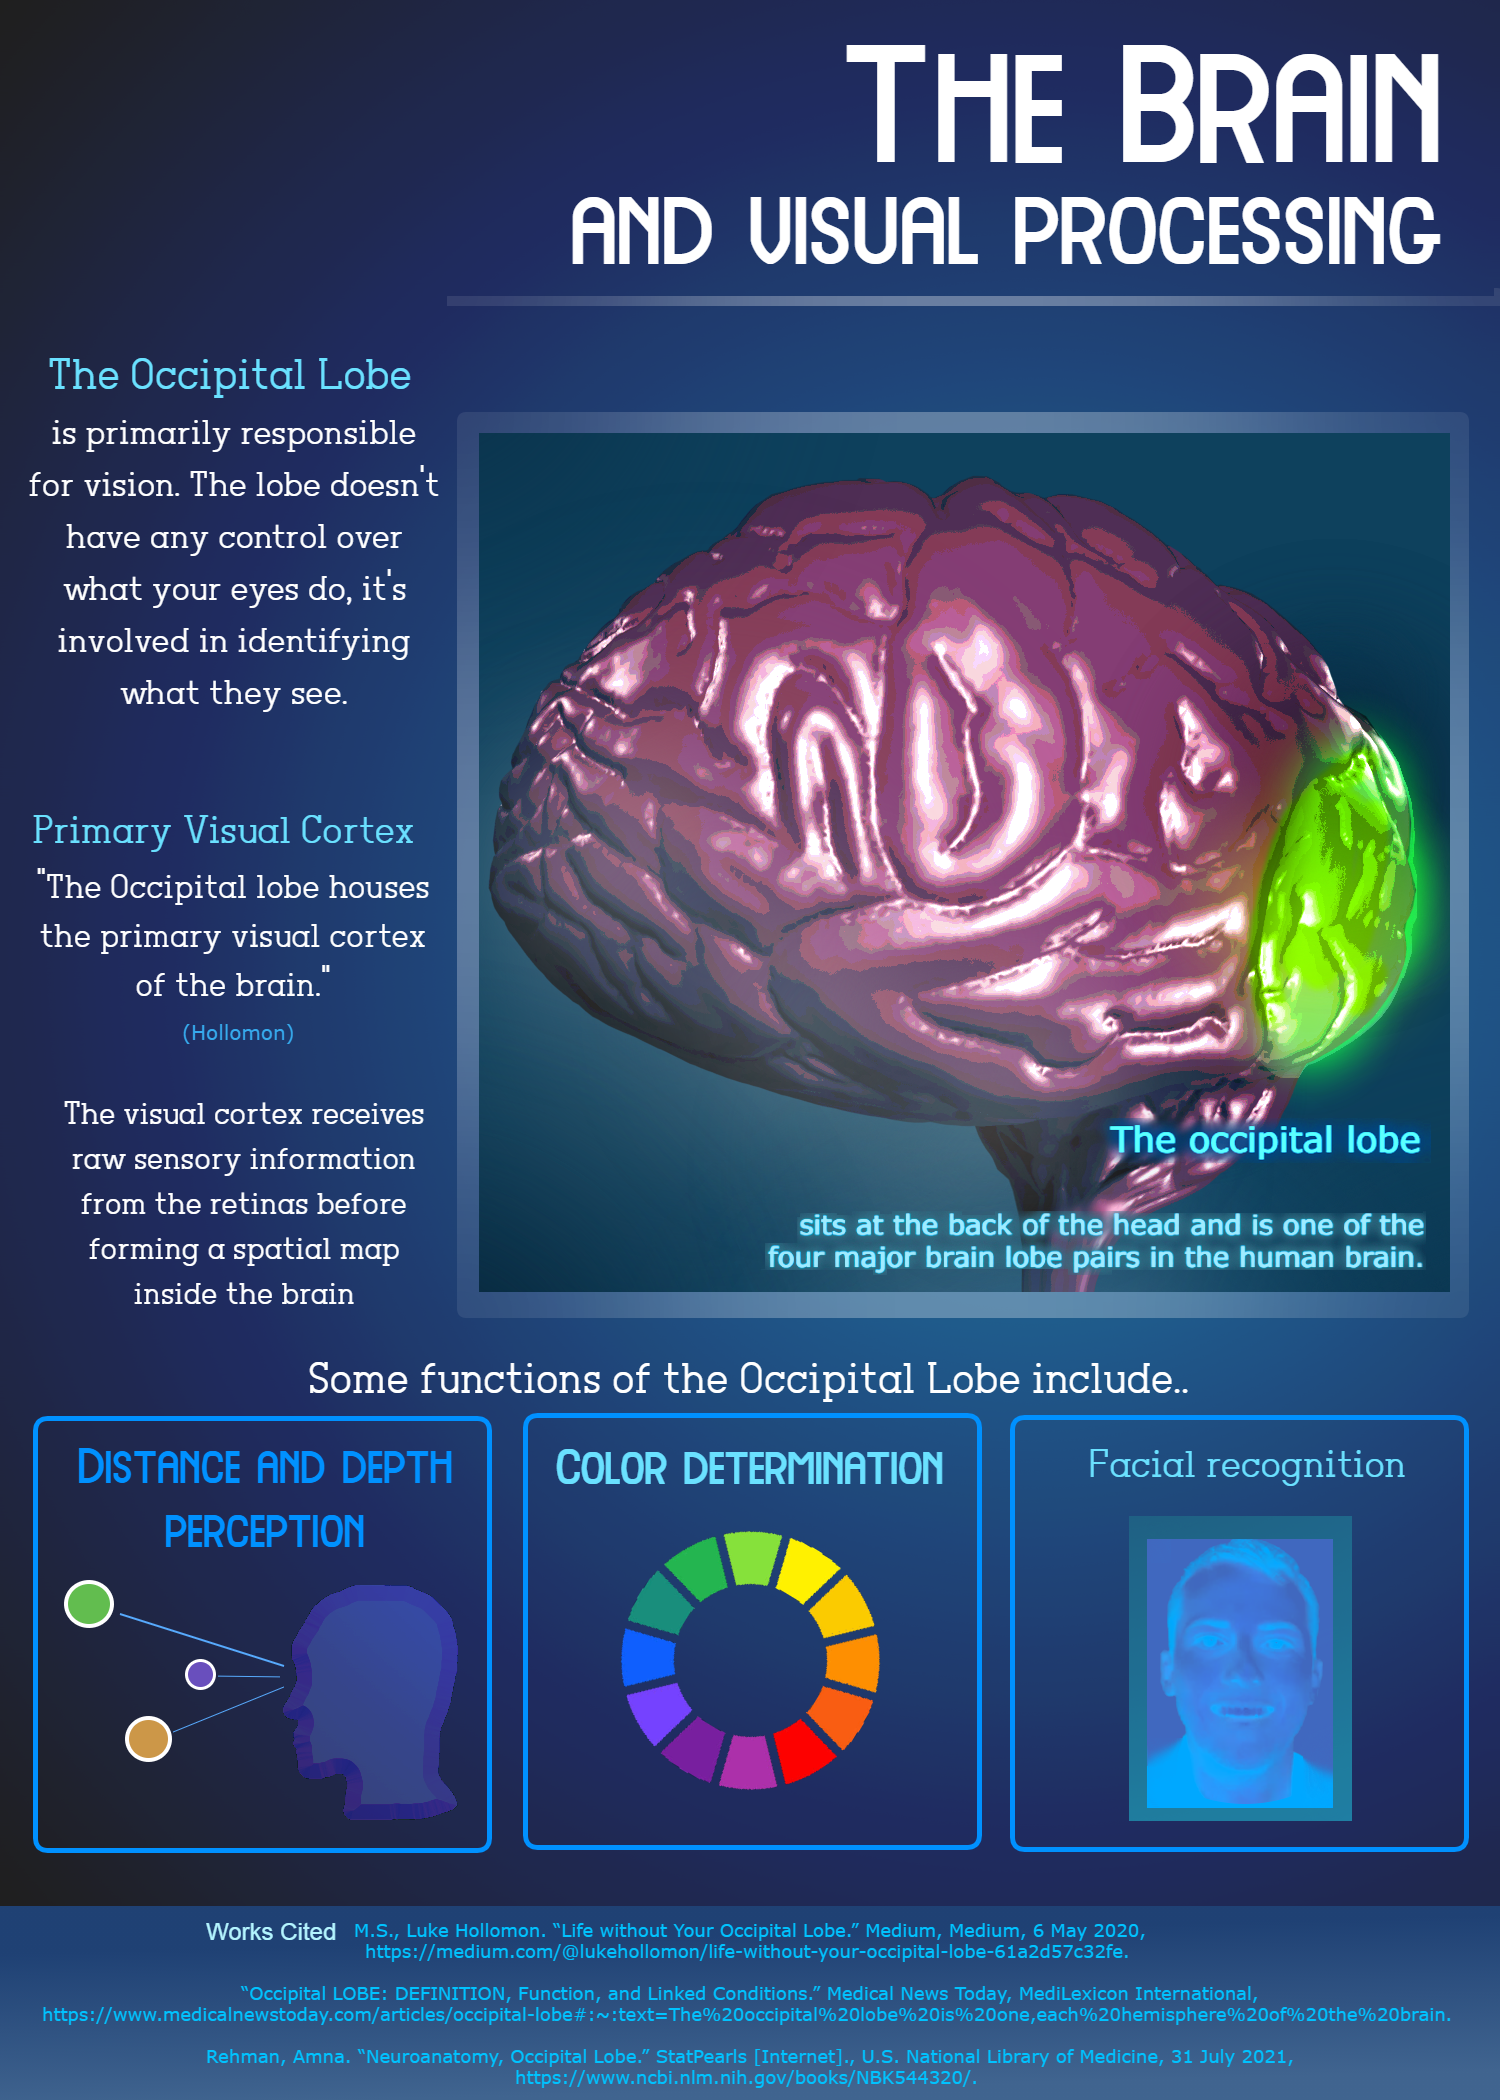 The Brain
and visual processing
The Occipital Lobe
is primarily responsible
for vision. The lobe doesn't
have any control over
what your eyes do, it's
involved in identifying
what they see.
Primary Visual Cortex
"The Occipital lobe houses
the primary visual cortex
of the brain."
(Hollomon)
The visual cortex receives
raw sensory information
from the retinas before
forming a spatial map
inside the brain
The occipital lobe
sits at the back of the head and is one of the
four major brain lobe pairs in the human brain.
Some functions of the Occipital Lobe include..
Distance and depth
perception
Color determination
Facial recognition
Works Cited M.S., Luke Hollomon. “Life without Your Occipital Lobe.” Medium, Medium, 6 May 2020,
https://medium.com/@lukehollomon/life-without-your-occipital-lobe-61a2d57c32fe.
“Occipital LOBE: DEFINITION, Function, and Linked Conditions.” Medical News Today, MediLexicon International,
https://www.medicalnewstoday.com/articles/occipital-lobe#:~:text=The%20occipital%20lobe%20is%20one,each%20hemisphere%20of%20the%20brain.
Rehman, Amna. “Neuroanatomy, Occipital Lobe.” StatPearls [Internet]., U.S. National Library of Medicine, 31 July 2021,
https://www.ncbi.nlm.nih.gov/books/NBK544320/.